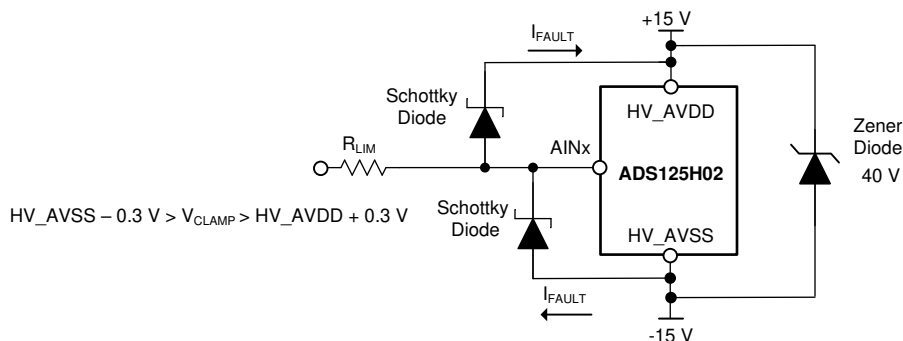 +15 V
I_FAULT
Schottky
Diode
HV_AVDD
Zener
Diode
40 V
R_LIM
AINx
ADS125H02
HV_AVSS – 0.3 V > V_CLAMP > HV_AVDD + 0.3 V
Schottky
Diode
HV_AVSS
I_FAULT
-15 V